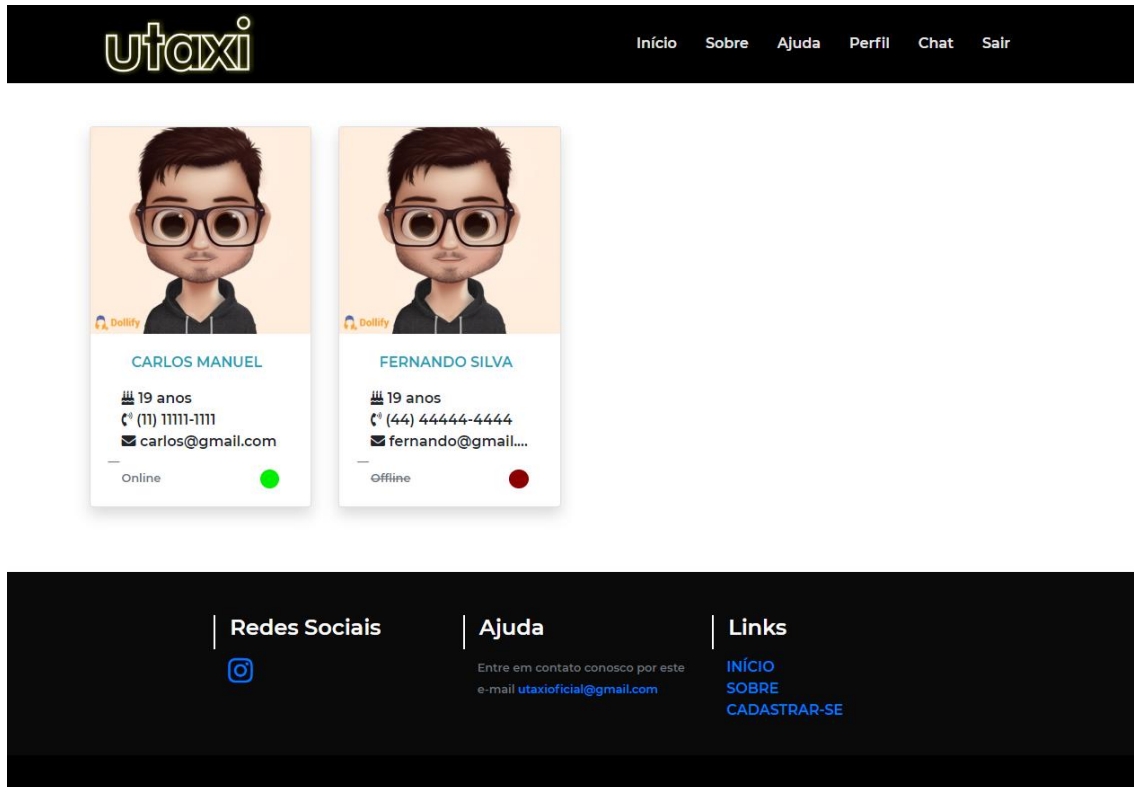 utaxi
Início Sobre Ajuda Perfil Chat Sair
Dollify
CARLOS MANUEL
19 anos
(11) 11111-1111
carlos@gmail.com
Online
Dollify
FERNANDO SILVA
19 anos
(44) 44444-4444
fernando@gmail....
Offline
Redes Sociais
Ajuda
Entre em contato conosco por este
e-mail utaxioficial@gmail.com
Links
INÍCIO
SOBRE
CADASTRAR-SE